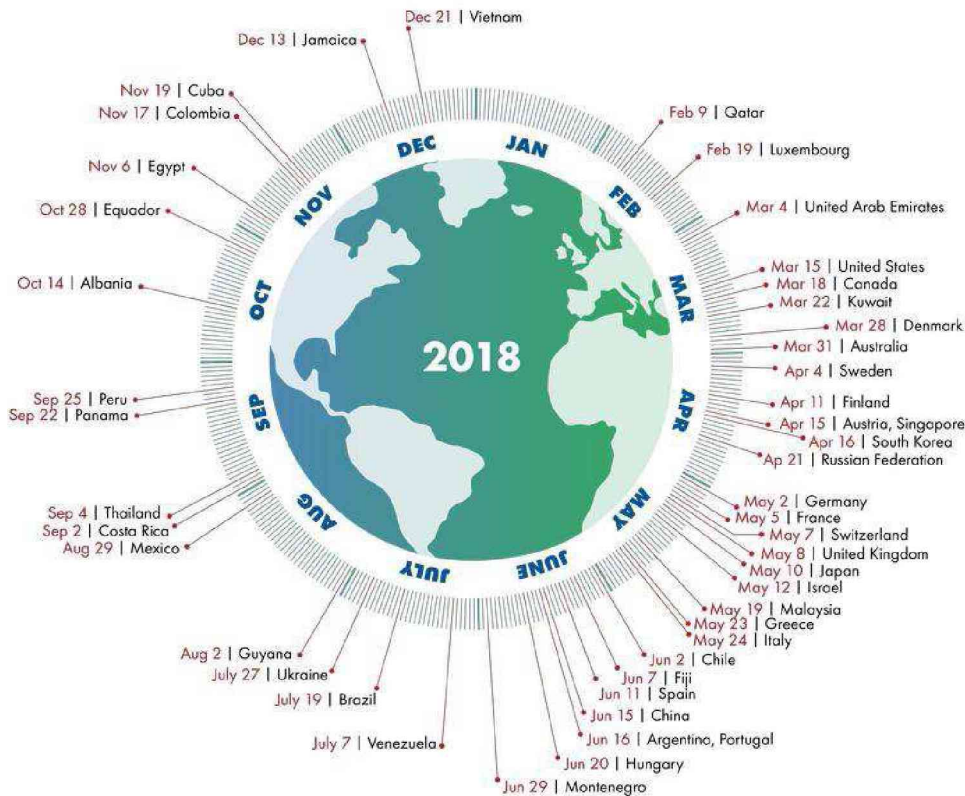 Dec 21 | Vietnam
Dec 13 | Jamaica
Nov 19 | Cuba
Nov 17 | Colombia
Nov 6 | Egypt
Oct 28 | Equador
Oct 14 | Albania
Sep 25 | Peru
Sep 22 | Panama
Sep 4 | Thailand
Sep 2 | Costa Rica
Aug 29 | Mexico
Aug 2 | Guyana
July 27 | Ukraine
July 19 | Brazil
July 7 | Venezuela
Feb 9 | Qatar
Feb 19 | Luxembourg
Mar 4 | United Arab Emirates
Mar 15 | United States
Mar 18 | Canada
Mar 22 | Kuwait
Mar 28 | Denmark
Mar 31 | Australia
Apr 4 | Sweden
Apr 11 | Finland
Apr 15 | Austria, Singapore
Apr 16 | South Korea
Ap 21 | Russian Federation
May 2 | Germany
May 5 | France
May 7 | Switzerland
May 8 | United Kingdom
May 10 | Japan
May 12 | Israel
May 19 | Malaysia
May 23 | Greece
May 24 | Italy
Jun 2 | Chile
Jun 7 | Fiji
Jun 11 | Spain
Jun 15 | China
Jun 16 | Argentino, Portugal
Jun 20 | Hungary
Jun 29 | Montenegro
JAN
FEB
MAR
APR
MAY
JUNE
JULY
AUG
SEP
OCT
NOV
DEC
2018